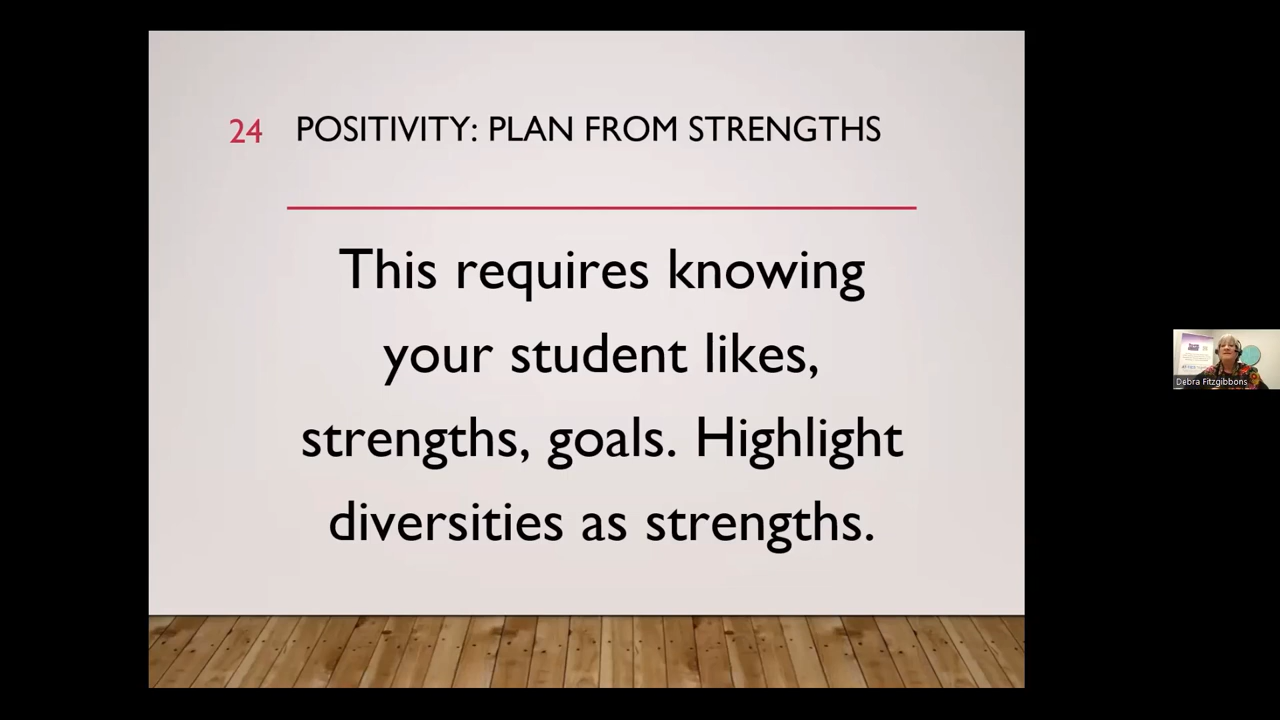 24
POSITIVITY: PLAN FROM STRENGTHS
This requires knowing
your student likes,
strengths, goals. Highlight
diversities as strengths.
Debra Fitzgibbons